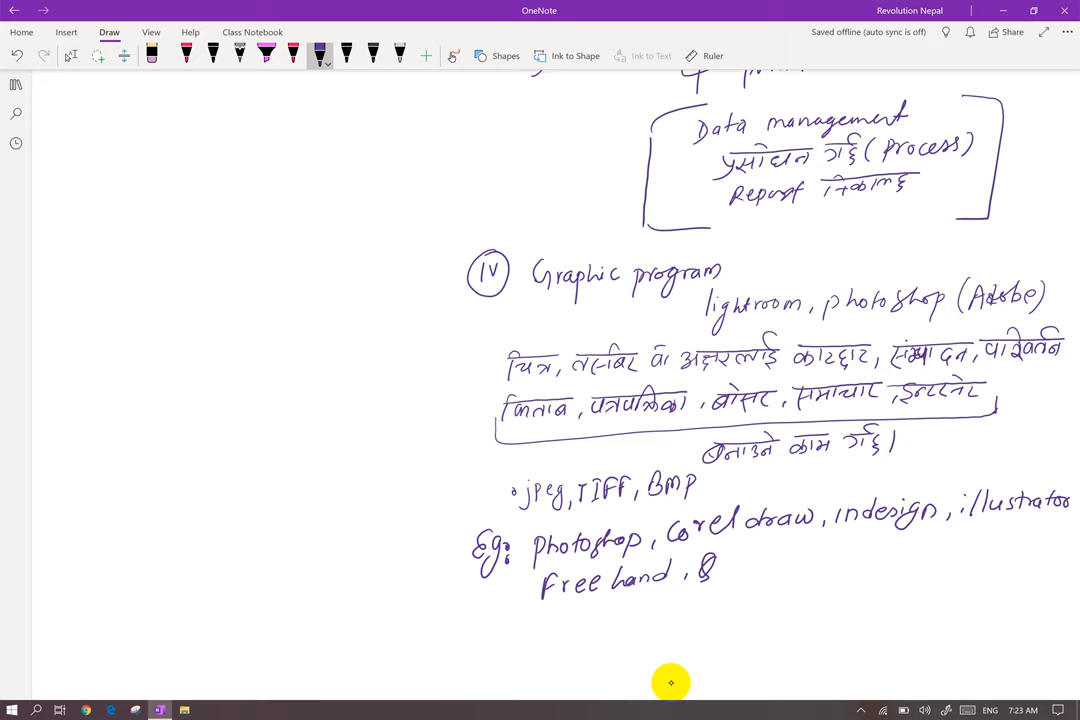 OneNote
Revolution Nepal
Home Insert Draw View Help Class Notebook
Saved offline (auto sync is off) Share
Shapes Ink to Shape Ink to Text Ruler
Data management
प्रसोधन गर्छ (process)
Report निकाल्छ
IV Graphic program
lightroom, photoshop (Adobe)
चित्र, तस्बिर वा अक्षरलाई काटछाट, संम्पादन, परिवर्तन
किताब, पत्रपत्रिका, पोस्टर, समाचार, इन्टरनेट
बनाउने काम गर्छ।
.jpeg, TIFF, BMP
Eg: photoshop, Corel draw, indesign, illustrator
Free hand,
ENG 7:23 AM